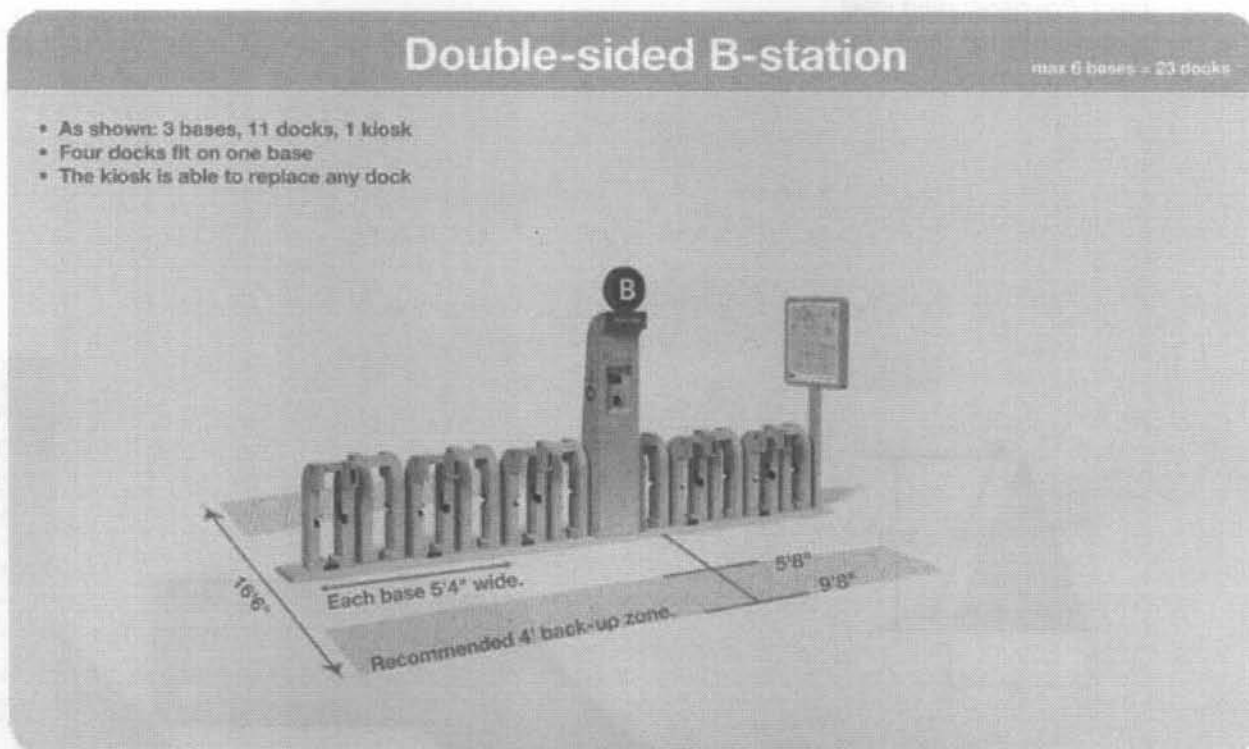 Double-sided B-station
max 6 bases = 23 docks
• As shown: 3 bases, 11 docks, 1 kiosk
• Four docks fit on one base
• The kiosk is able to replace any dock
B
16'6"
Each base 5'4" wide.
5'8"
9'8"
Recommended 4' back-up zone.